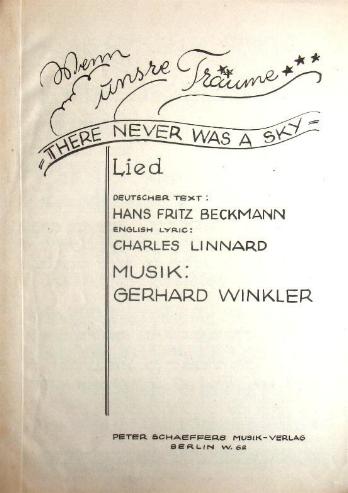 Wenn
unsre Träume
=THERE NEVER WAS A SKY=
Lied
DEUTSCHER TEXT:
HANS FRITZ BECKMANN
ENGLISH LYRIC:
CHARLES LINNARD
MUSIK:
GERHARD WINKLER
PETER SCHAEFFERS MUSIK-VERLAG
BERLIN W. 62